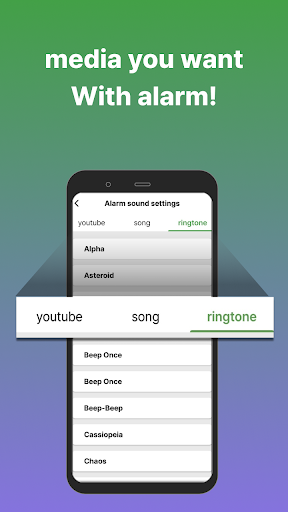 media you want
With alarm!
Alarm sound settings
youtube song ringtone
Alpha
Asteroid
youtube song ringtone
Beep Once
Beep Once
Beep-Beep
Cassiopeia
Chaos